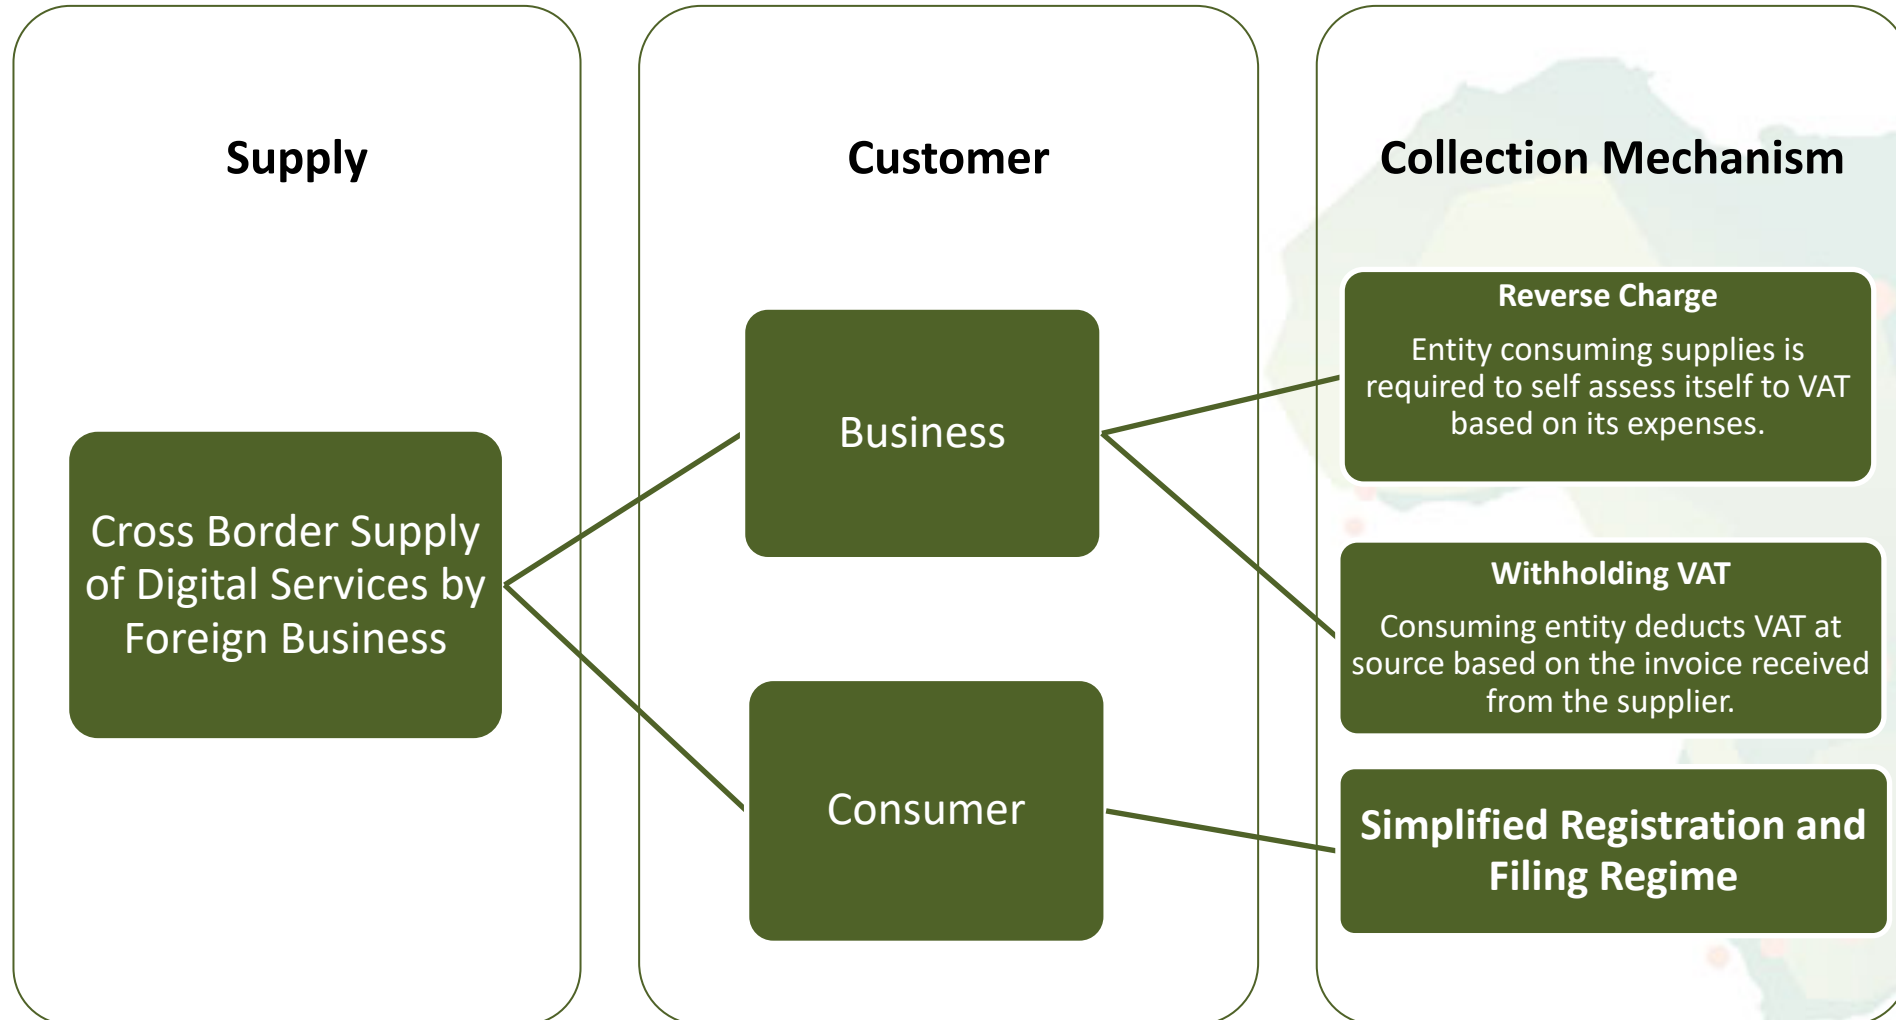 Supply
Cross Border Supply
of Digital Services by
Foreign Business
Customer
Business
Consumer
Collection Mechanism
Reverse Charge
Entity consuming supplies is
required to self assess itself to VAT
based on its expenses.
Withholding VAT
Consuming entity deducts VAT at
source based on the invoice received
from the supplier.
Simplified Registration and
Filing Regime